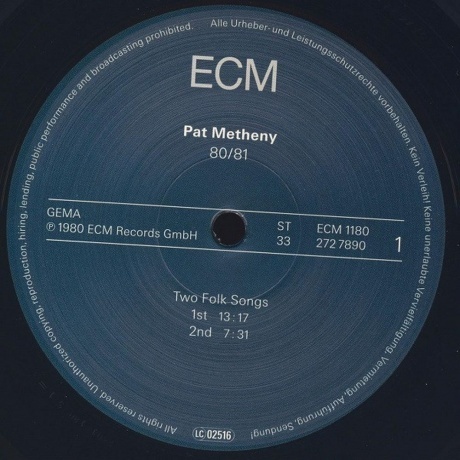 ECM
Pat Metheny
80/81
GEMA
℗ 1980 ECM Records GmbH
ST
33
ECM 1180
272 7890
1
Two Folk Songs
1st 13:17
2nd 7:31
Alle Urheber- und Leistungsschutzrechte vorbehalten. Kein Verleih! Keine unerlaubte Vervielfältigung, Vermietung, Aufführung, Sendung!
LC 02516
All rights reserved. Unauthorized copying, reproduction, hiring, lending, public performance and broadcasting prohibited.